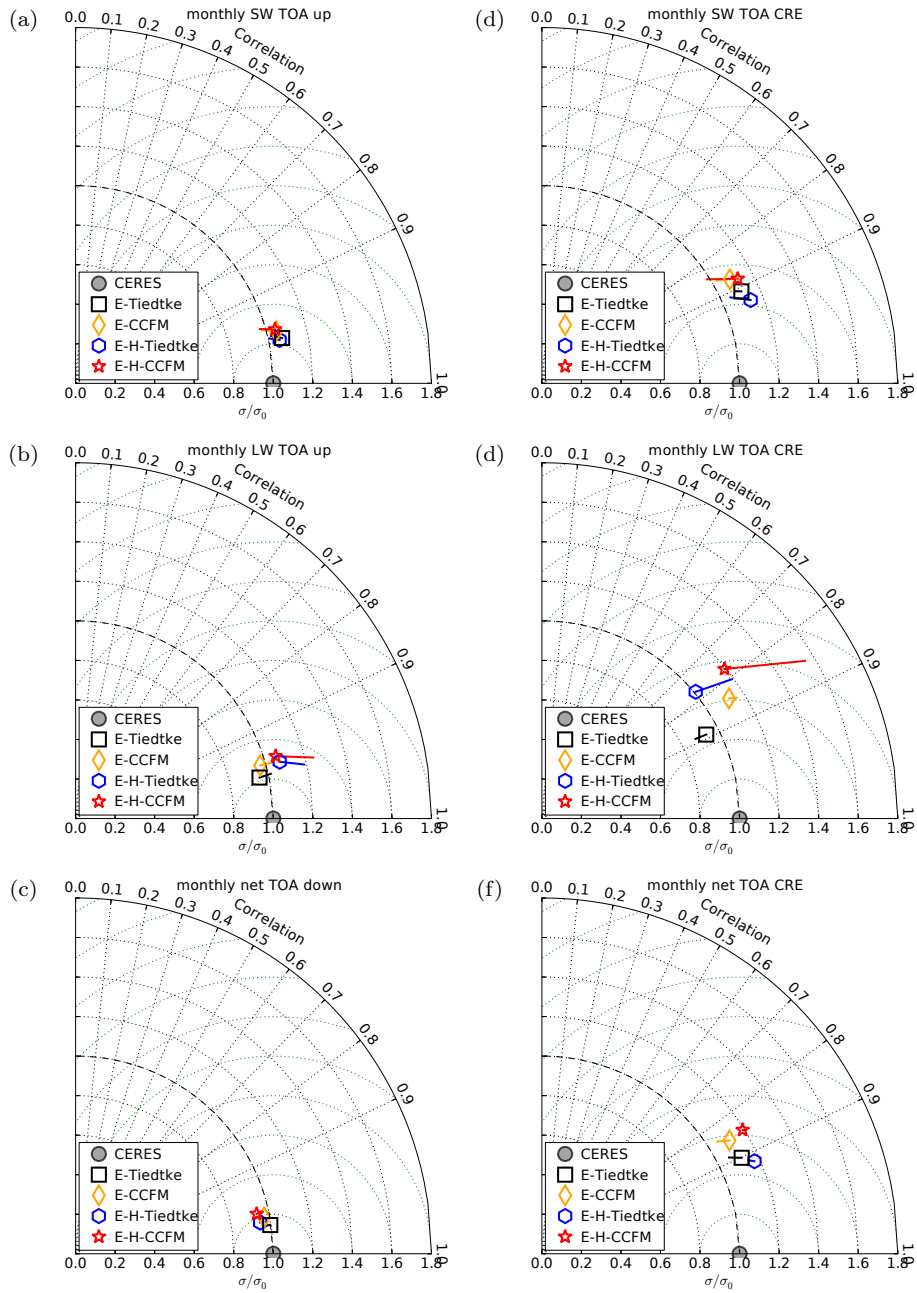 (a)
monthly SW TOA up
0.0
0.1
0.2
0.3
0.4
0.5
0.6
0.7
0.8
0.9
1.0
Correlation
CERES
E-Tiedtke
E-CCFM
E-H-Tiedtke
E-H-CCFM
0.0 0.2 0.4 0.6 0.8 1.0 1.2 1.4 1.6 1.8
σ/σ₀
(d)
monthly SW TOA CRE
0.0
0.1
0.2
0.3
0.4
0.5
0.6
0.7
0.8
0.9
1.0
Correlation
CERES
E-Tiedtke
E-CCFM
E-H-Tiedtke
E-H-CCFM
0.0 0.2 0.4 0.6 0.8 1.0 1.2 1.4 1.6 1.8
σ/σ₀
(b)
monthly LW TOA up
0.0
0.1
0.2
0.3
0.4
0.5
0.6
0.7
0.8
0.9
1.0
Correlation
CERES
E-Tiedtke
E-CCFM
E-H-Tiedtke
E-H-CCFM
0.0 0.2 0.4 0.6 0.8 1.0 1.2 1.4 1.6 1.8
σ/σ₀
(d)
monthly LW TOA CRE
0.0
0.1
0.2
0.3
0.4
0.5
0.6
0.7
0.8
0.9
1.0
Correlation
CERES
E-Tiedtke
E-CCFM
E-H-Tiedtke
E-H-CCFM
0.0 0.2 0.4 0.6 0.8 1.0 1.2 1.4 1.6 1.8
σ/σ₀
(c)
monthly net TOA down
0.0
0.1
0.2
0.3
0.4
0.5
0.6
0.7
0.8
0.9
1.0
Correlation
CERES
E-Tiedtke
E-CCFM
E-H-Tiedtke
E-H-CCFM
0.0 0.2 0.4 0.6 0.8 1.0 1.2 1.4 1.6 1.8
σ/σ₀
(f)
monthly net TOA CRE
0.0
0.1
0.2
0.3
0.4
0.5
0.6
0.7
0.8
0.9
1.0
Correlation
CERES
E-Tiedtke
E-CCFM
E-H-Tiedtke
E-H-CCFM
0.0 0.2 0.4 0.6 0.8 1.0 1.2 1.4 1.6 1.8
σ/σ₀